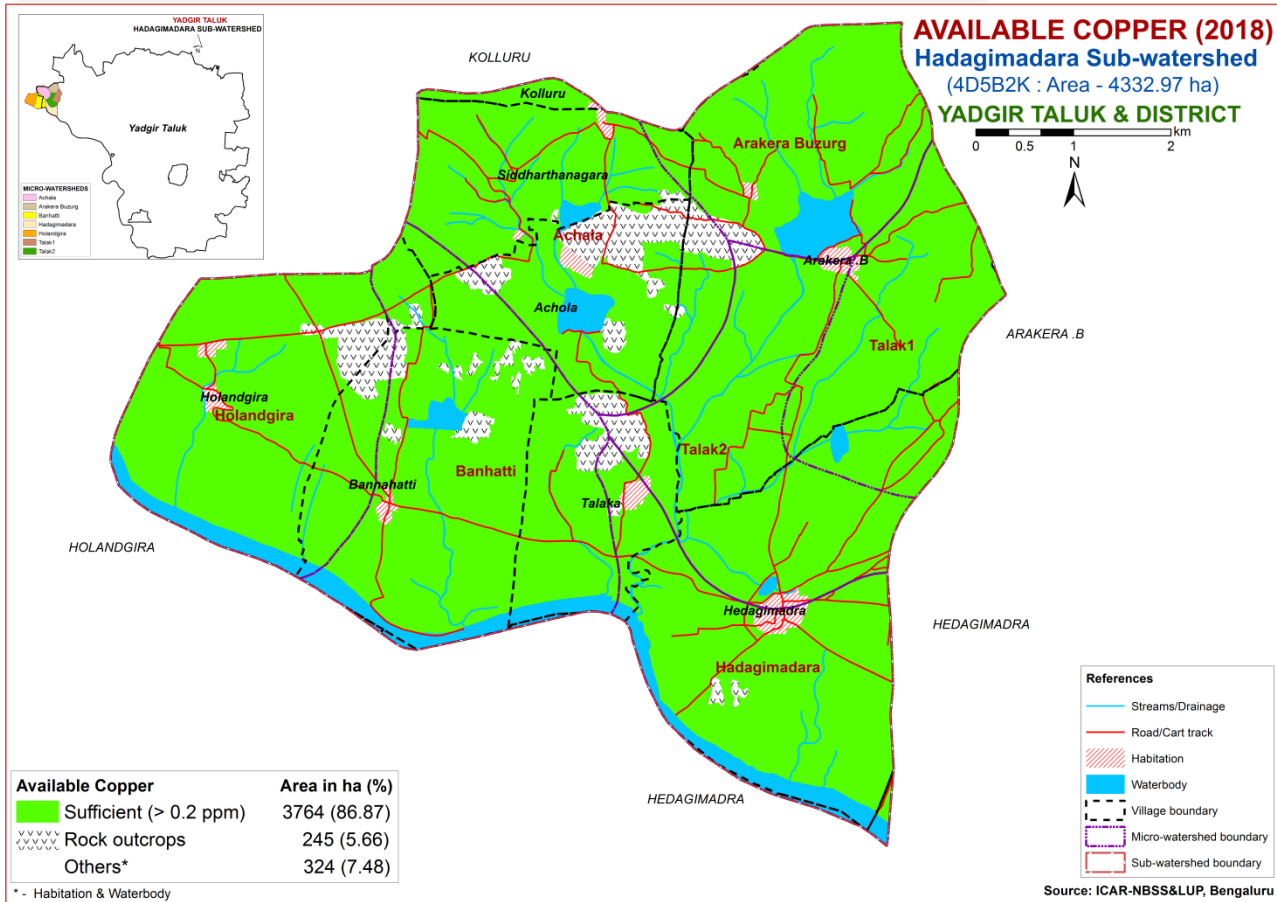 YADGIR TALUK
HADAGIMADARA SUB-WATERSHED
N
Yadgir Taluk
MICRO-WATERSHEDS
Achala
Arakera Buzurg
Banhatti
Hadagimadara
Holandgira
Talak1
Talak2
AVAILABLE COPPER (2018)
Hadagimadara Sub-watershed
(4D5B2K : Area - 4332.97 ha)
YADGIR TALUK & DISTRICT
km
0 0.5 1 2
N
KOLLURU
Kolluru
Arakera Buzurg
Siddharthanagara
Achala
Arakera .B
Achola
ARAKERA .B
Talak1
Holandgira
Holandgira
Talak2
Banhatti
Bannahatti
Talaka
HOLANDGIRA
Hedagimadra
HEDAGIMADRA
Hadagimadara
HEDAGIMADRA
References
Streams/Drainage
Road/Cart track
Habitation
Waterbody
Village boundary
Micro-watershed boundary
Sub-watershed boundary
Available Copper Area in ha (%)
Sufficient (> 0.2 ppm) 3764 (86.87)
Rock outcrops 245 (5.66)
Others* 324 (7.48)
* - Habitation & Waterbody
Source: ICAR-NBSS&LUP, Bengaluru